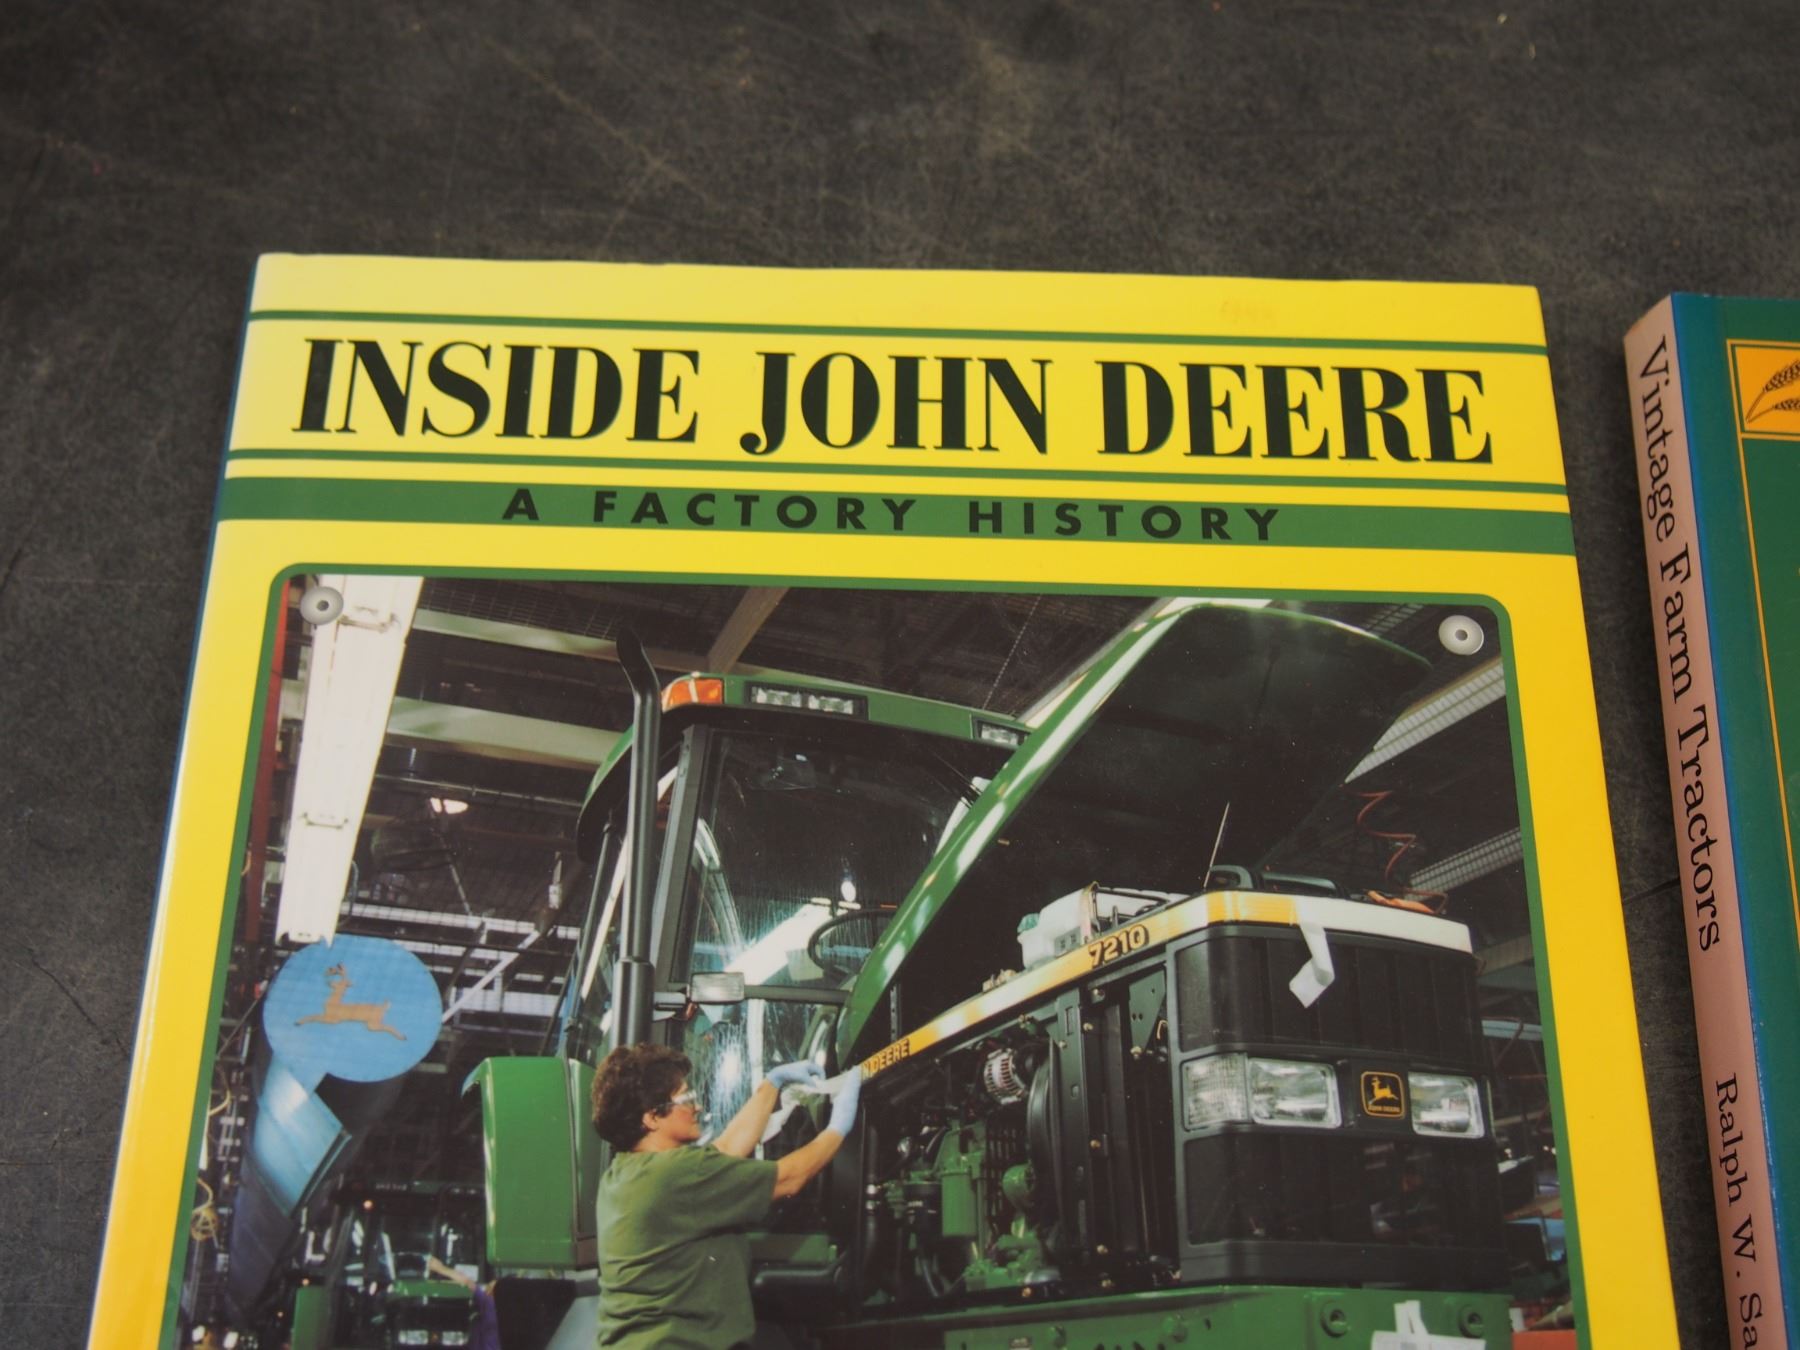 INSIDE JOHN DEERE
A FACTORY HISTORY
7210
N DEERE
JOHN DEERE
Vintage Farm Tractors
Ralph W. Sa